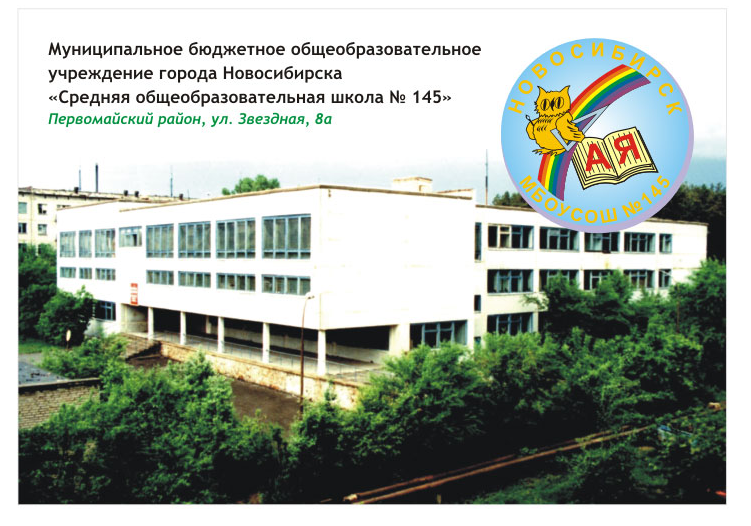 Муниципальное бюджетное общеобразовательное
учреждение города Новосибирска
«Средняя общеобразовательная школа № 145»
Первомайский район, ул. Звездная, 8а
НОВОСИБИРСК
АЯ
МБОУСОШ №145